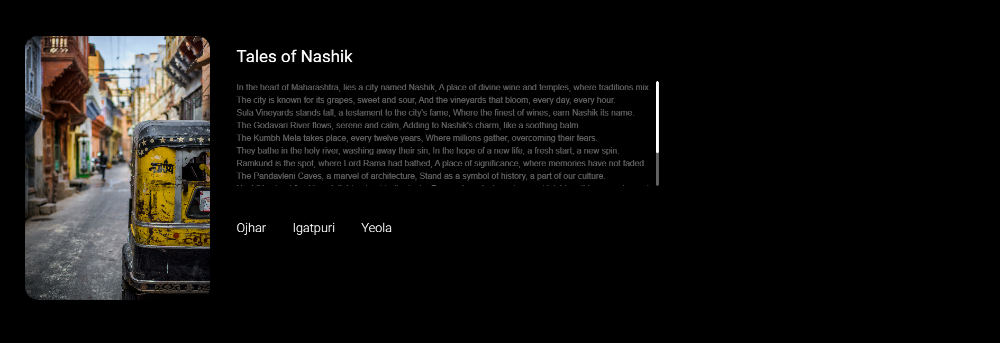 Tales of Nashik
In the heart of Maharashtra, lies a city named Nashik, A place of divine wine and temples, where traditions mix.
The city is known for its grapes, sweet and sour, And the vineyards that bloom, every day, every hour.
Sula Vineyards stands tall, a testament to the city's fame, Where the finest of wines, earn Nashik its name.
The Godavari River flows, serene and calm, Adding to Nashik's charm, like a soothing balm.
The Kumbh Mela takes place, every twelve years, Where millions gather, overcoming their fears.
They bathe in the holy river, washing away their sin, In the hope of a new life, a fresh start, a new spin.
Ramkund is the spot, where Lord Rama had bathed, A place of significance, where memories have not faded.
The Pandavleni Caves, a marvel of architecture, Stand as a symbol of history, a part of our culture.
Ojhar
Igatpuri
Yeola